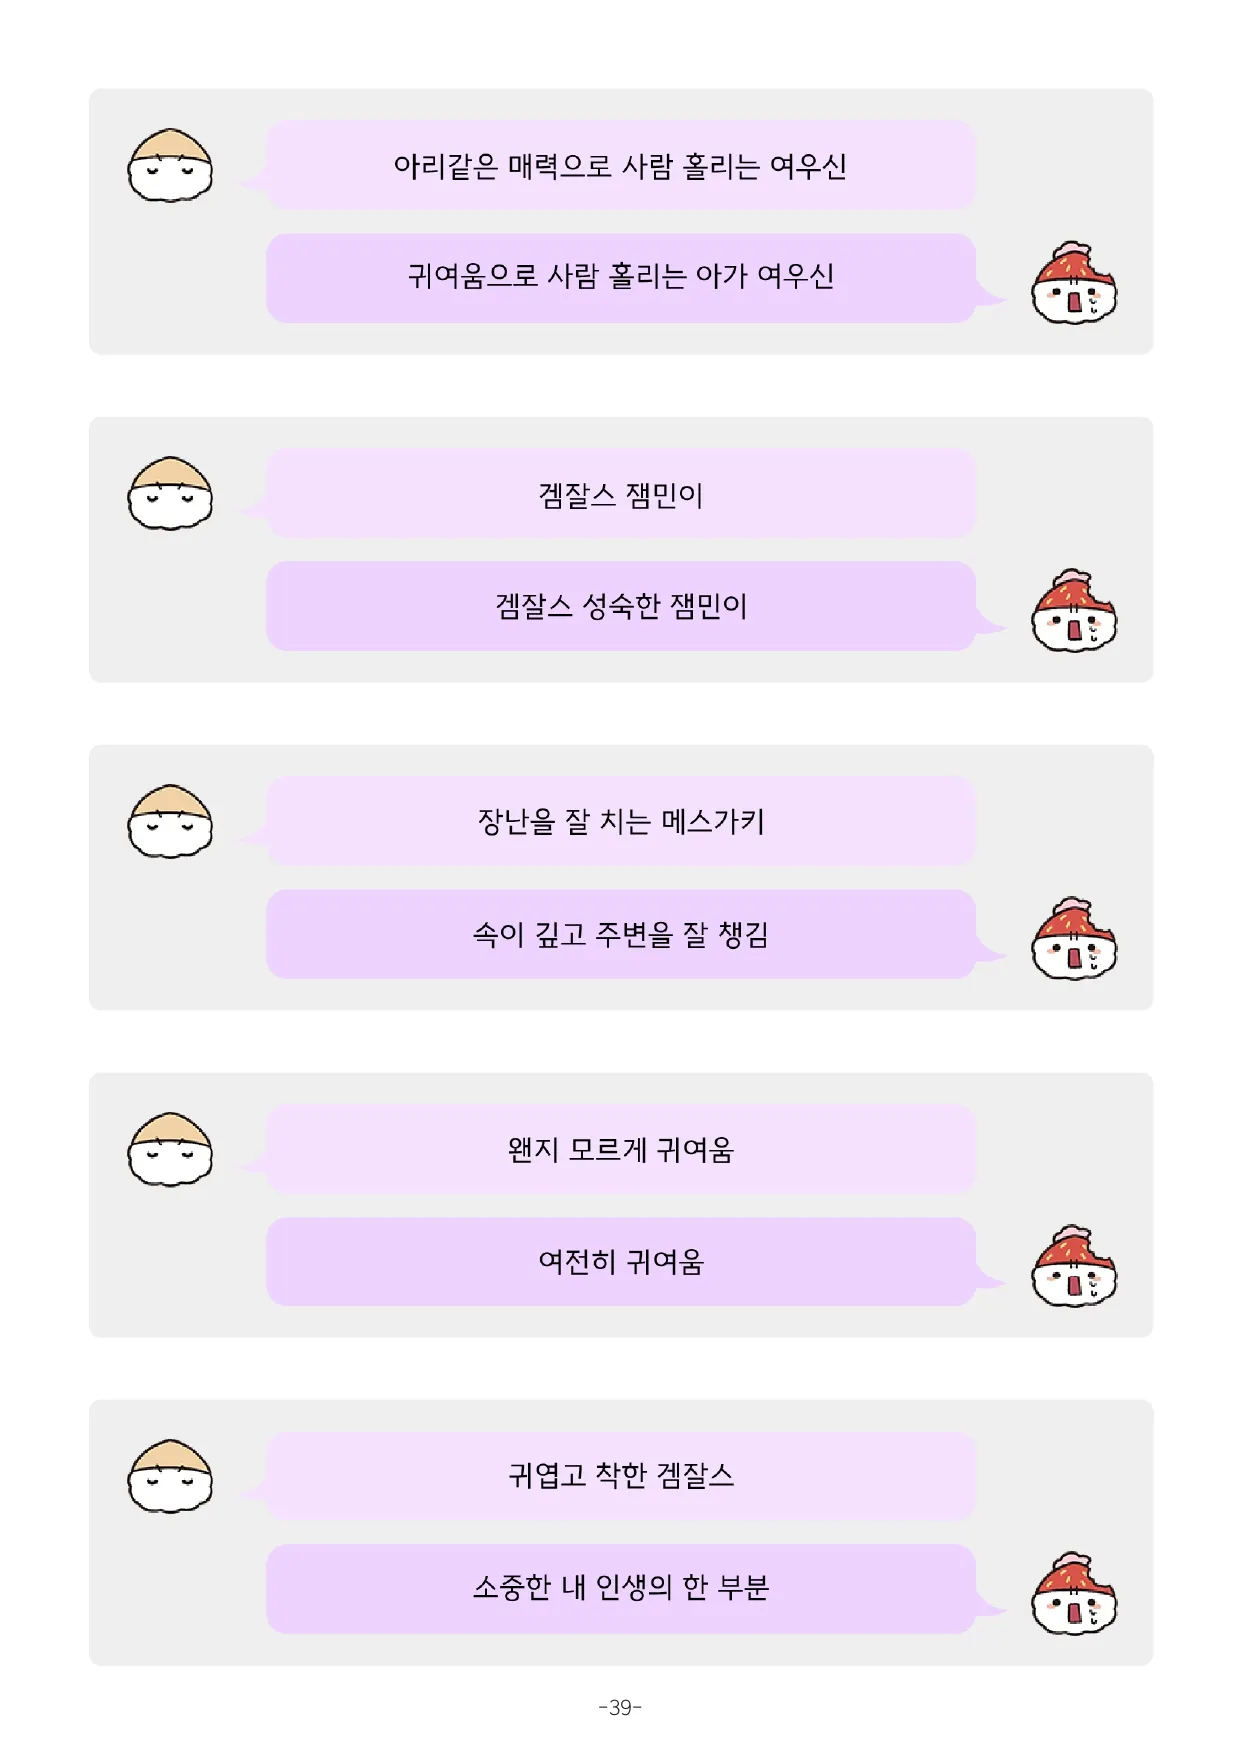 아리같은 매력으로 사람 홀리는 여우신
귀여움으로 사람 홀리는 아가 여우신
겜잘스 잼민이
겜잘스 성숙한 잼민이
장난을 잘 치는 메스가키
속이 깊고 주변을 잘 챙김
왠지 모르게 귀여움
여전히 귀여움
귀엽고 착한 겜잘스
소중한 내 인생의 한 부분
-39-